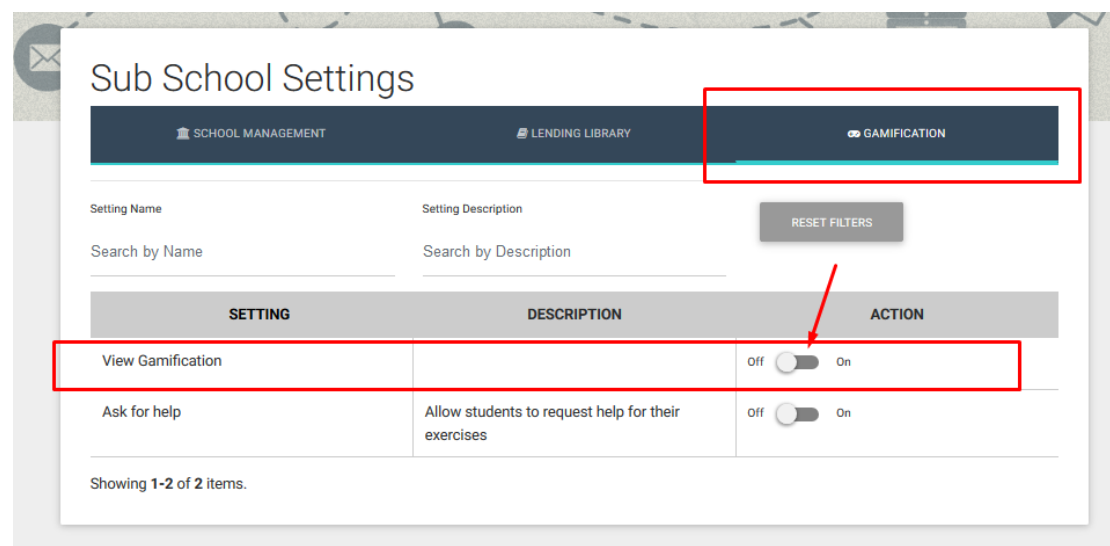 Sub School Settings
SCHOOL MANAGEMENT
LENDING LIBRARY
GAMIFICATION
Setting Name
Setting Description
RESET FILTERS
Search by Name
Search by Description
SETTING
DESCRIPTION
ACTION
View Gamification
Off On
Ask for help
Allow students to request help for their
exercises
Off On
Showing 1-2 of 2 items.